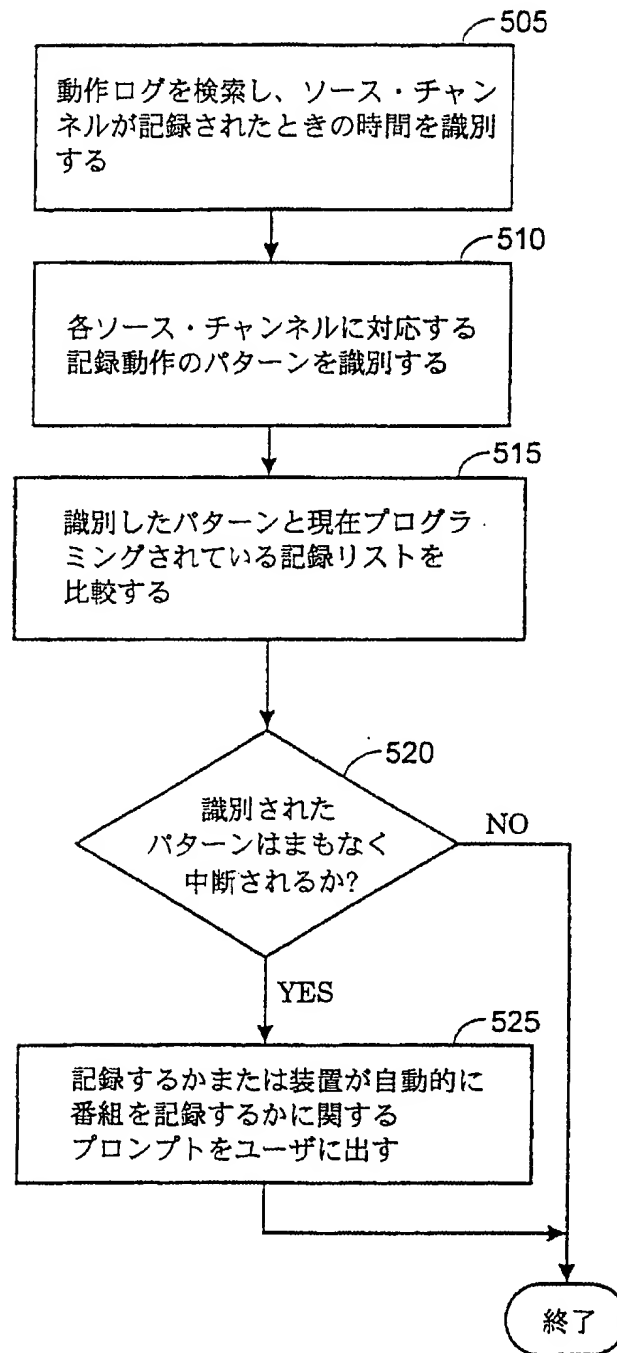 505
動作ログを検索し、ソース・チャン
ネルが記録されたときの時間を識別
する
510
各ソース・チャンネルに対応する
記録動作のパターンを識別する
515
識別したパターンと現在プログラ
ミングされている記録リストを
比較する
520
識別された
パターンはまもなく
中断されるか?
NO
YES
525
記録するかまたは装置が自動的に
番組を記録するかに関する
プロンプトをユーザに出す
終了